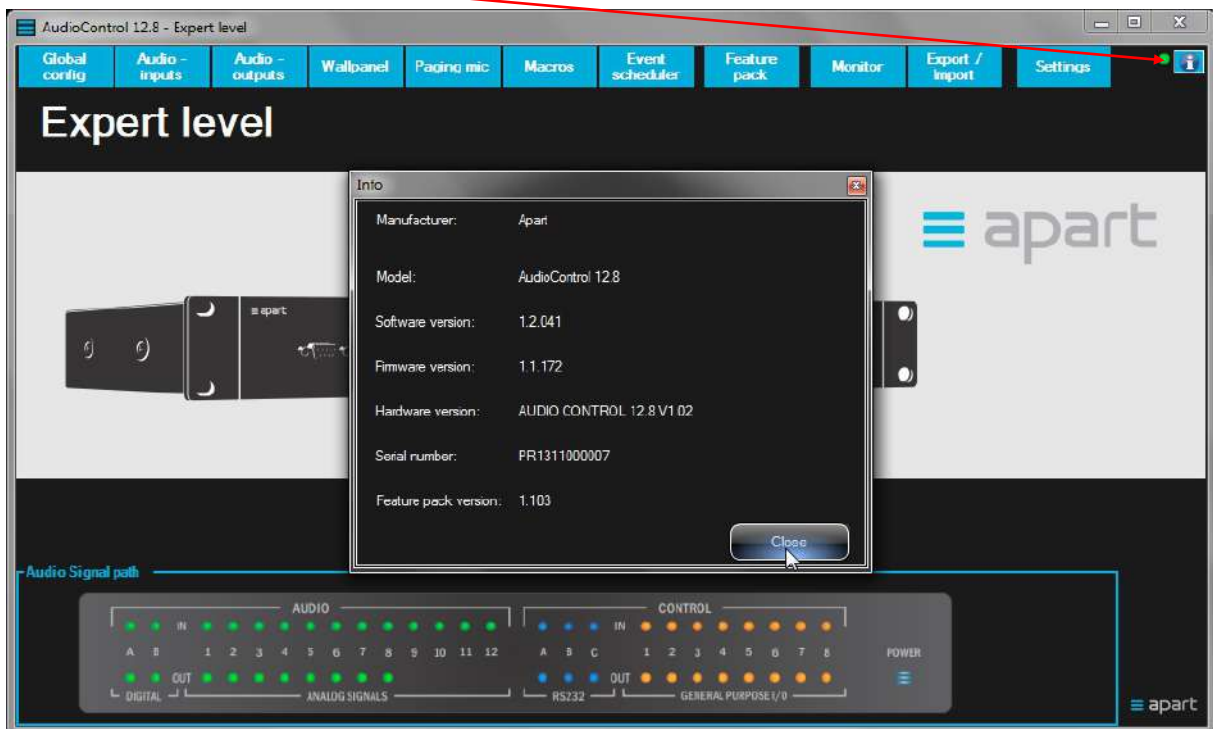 AudioControl 12.8 - Expert level
Global config
Audio - inputs
Audio - outputs
Wallpanel
Paging mic
Macros
Event scheduler
Feature pack
Monitor
Export / Import
Settings
Expert level
Info
Manufacturer: Apart
Model: AudioControl 12.8
Software version: 1.2.041
Firmware version: 1.1.172
Hardware version: AUDIO CONTROL 12.8 V1.02
Serial number: PR1311000007
Feature pack version: 1.103
Close
apart
apart
Audio Signal path
AUDIO
CONTROL
IN
IN
A B 1 2 3 4 5 6 7 8 9 10 11 12 A B C 1 2 3 4 5 6 7 8 POWER
OUT
OUT
DIGITAL ANALOG SIGNALS RS232 GENERAL PURPOSE I/O
apart